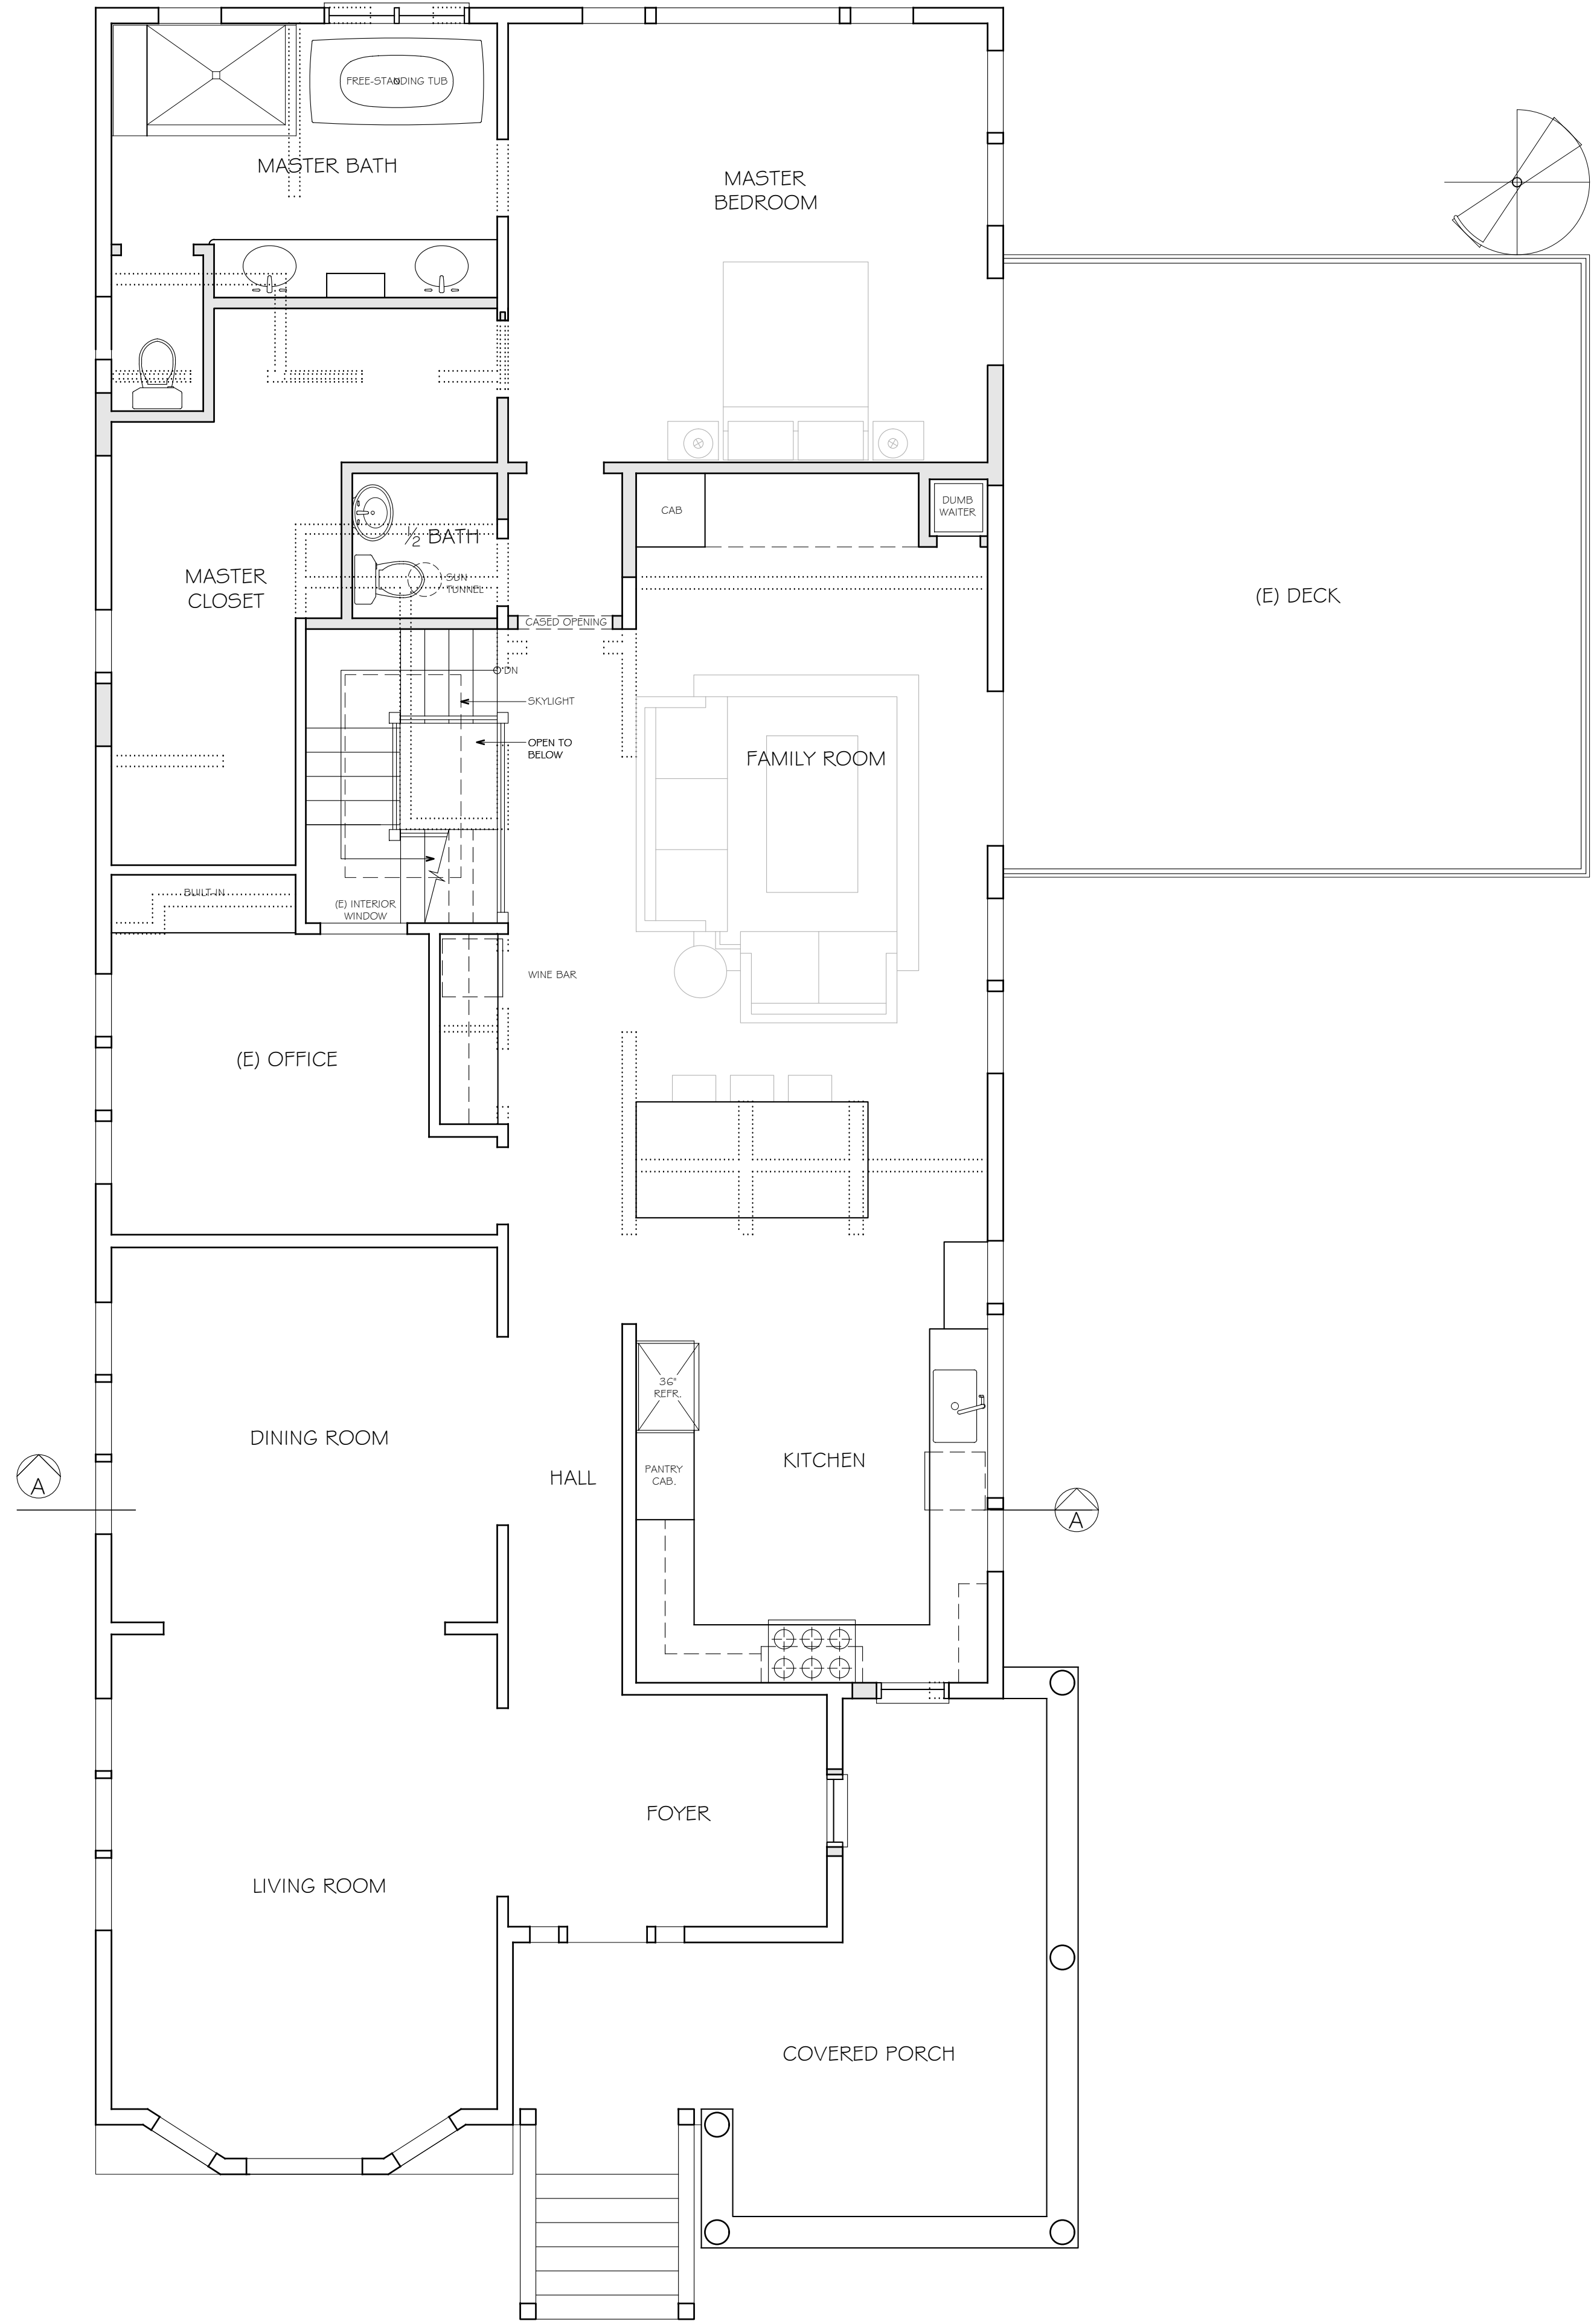 FREE-STANDING TUB
MASTER BATH
MASTER
BEDROOM
CAB
DUMB
WAITER
½ BATH
SUN
TUNNEL
MASTER
CLOSET
(E) DECK
CASED OPENING
DN
SKYLIGHT
OPEN TO
BELOW
FAMILY ROOM
BUILT-IN
(E) INTERIOR
WINDOW
WINE BAR
(E) OFFICE
36"
REFR.
DINING ROOM
KITCHEN
HALL
PANTRY
CAB.
A
A
FOYER
LIVING ROOM
COVERED PORCH